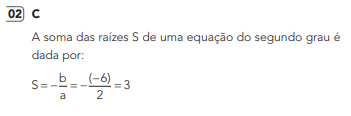 02 C
A soma das raízes S de uma equação do segundo grau é
dada por:
S = -b/a = -(-6)/2 = 3